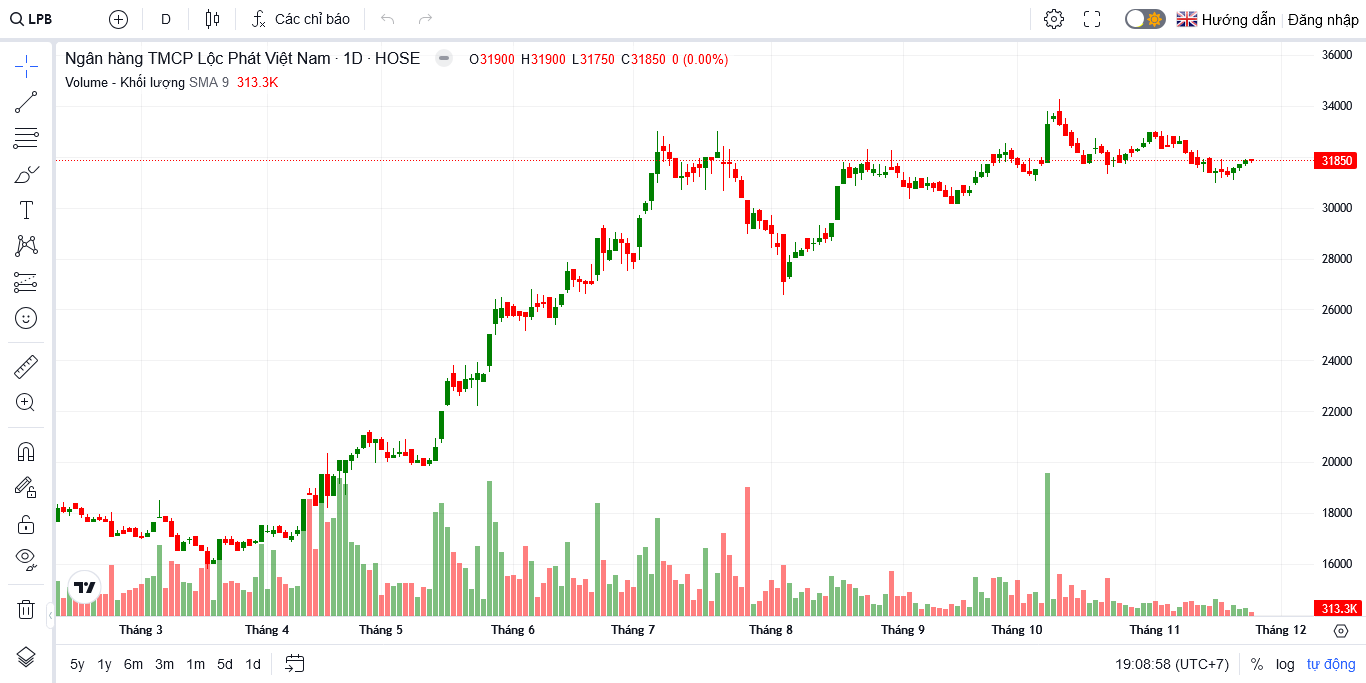 LPB D Các chỉ báo Hướng dẫn Đăng nhập
Ngân hàng TMCP Lộc Phát Việt Nam · 1D · HOSE O31900 H31900 L31750 C31850 0 (0.00%)
Volume - Khối lượng SMA 9 313.3K
36000
34000
31850
30000
28000
26000
24000
22000
20000
18000
16000
313.3K
Tháng 3 Tháng 4 Tháng 5 Tháng 6 Tháng 7 Tháng 8 Tháng 9 Tháng 10 Tháng 11 Tháng 12
5y 1y 6m 3m 1m 5d 1d 19:08:58 (UTC+7) % log tự động